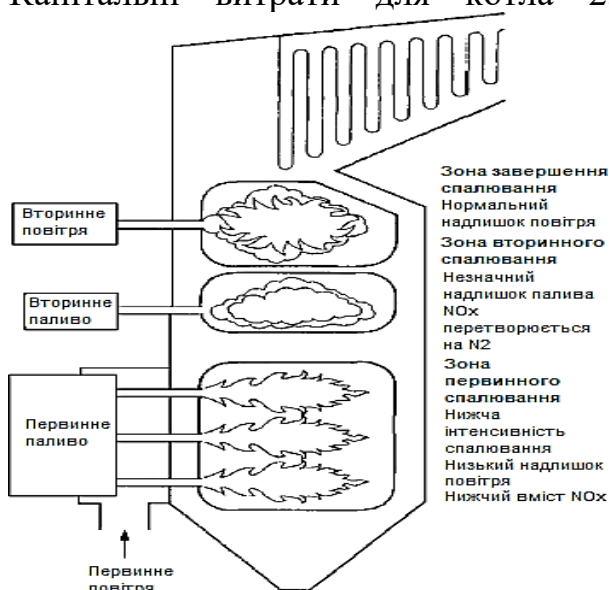 Капітальні витрати для котла 2
Вторинне
повітря
Вторинне
паливо
Первинне
паливо
Первинне
повітря
Зона завершення
спалювання
Нормальний
надлишок повітря
Зона вторинного
спалювання
Незначний
надлишок палива
NOx
перетворюється
на N2
Зона
первинного
спалювання
Нижча
інтенсивність
спалювання
Низький надлишок
повітря
Нижчий вміст NOx